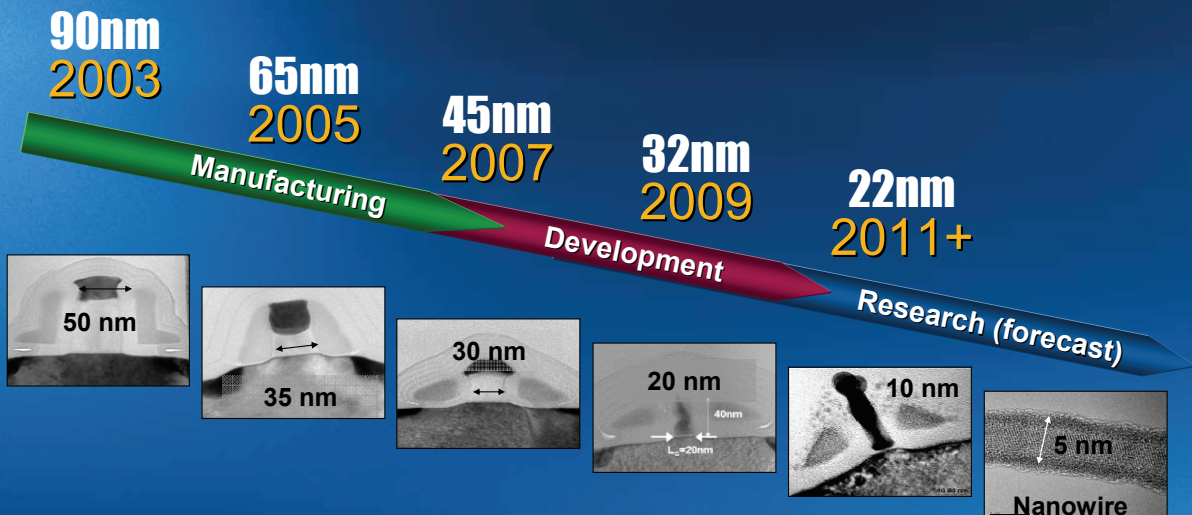 90nm
2003
65nm
2005
45nm
2007
32nm
2009
22nm
2011+
Manufacturing
Development
Research (forecast)
50 nm
35 nm
30 nm
20 nm
40nm
10 nm
5 nm
Nanowire